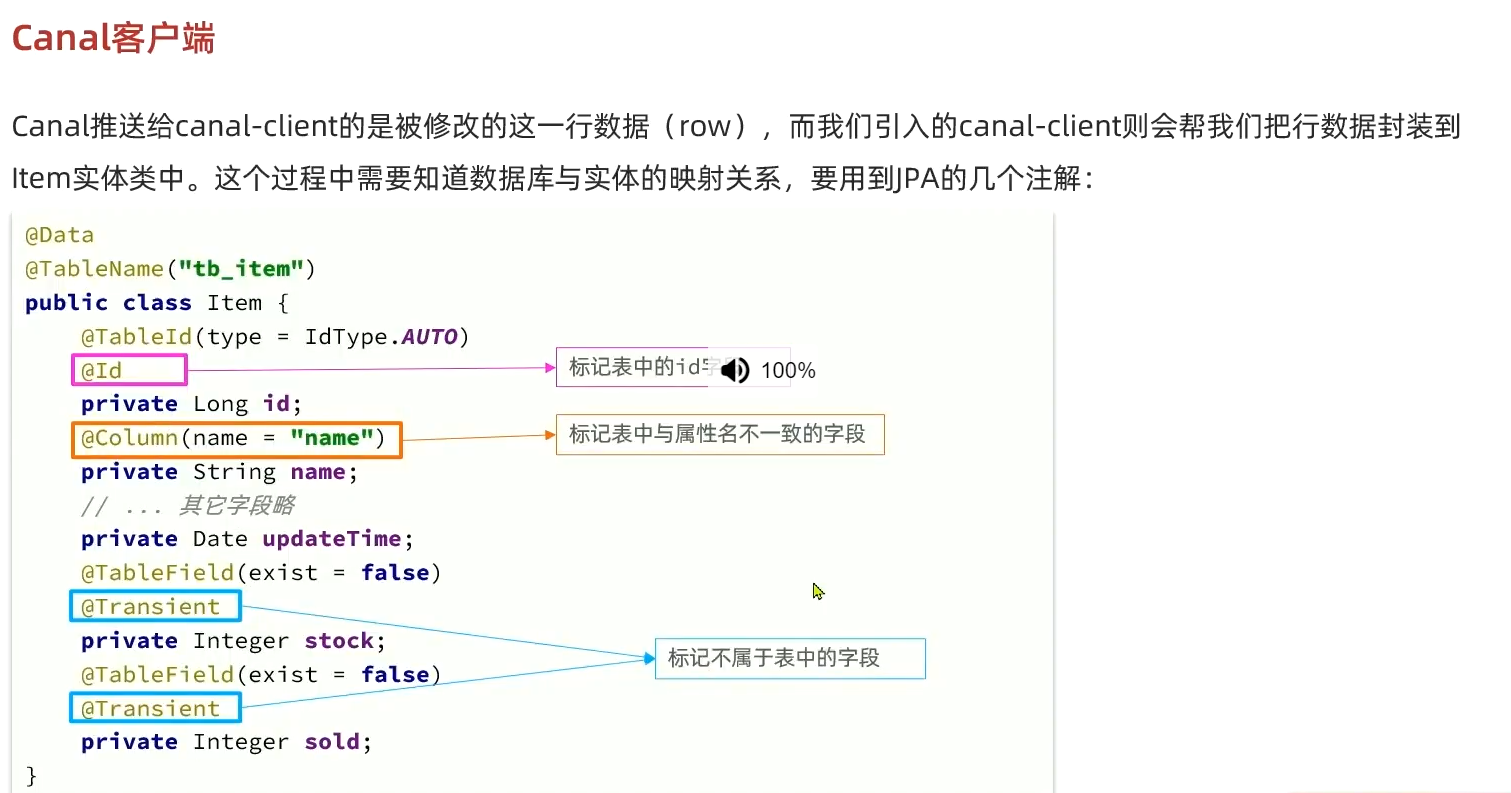 Canal客户端
Canal推送给canal-client的是被修改的这一行数据（row），而我们引入的canal-client则会帮我们把行数据封装到
Item实体类中。这个过程中需要知道数据库与实体的映射关系，要用到JPA的几个注解：
@Data
@TableName("tb_item")
public class Item {
@TableId(type = IdType.AUTO)
@Id
标记表中的id字
100%
private Long id;
@Column(name = "name")
标记表中与属性名不一致的字段
private String name;
// ... 其它字段略
private Date updateTime;
@TableField(exist = false)
@Transient
private Integer stock;
标记不属于表中的字段
@TableField(exist = false)
@Transient
private Integer sold;
}